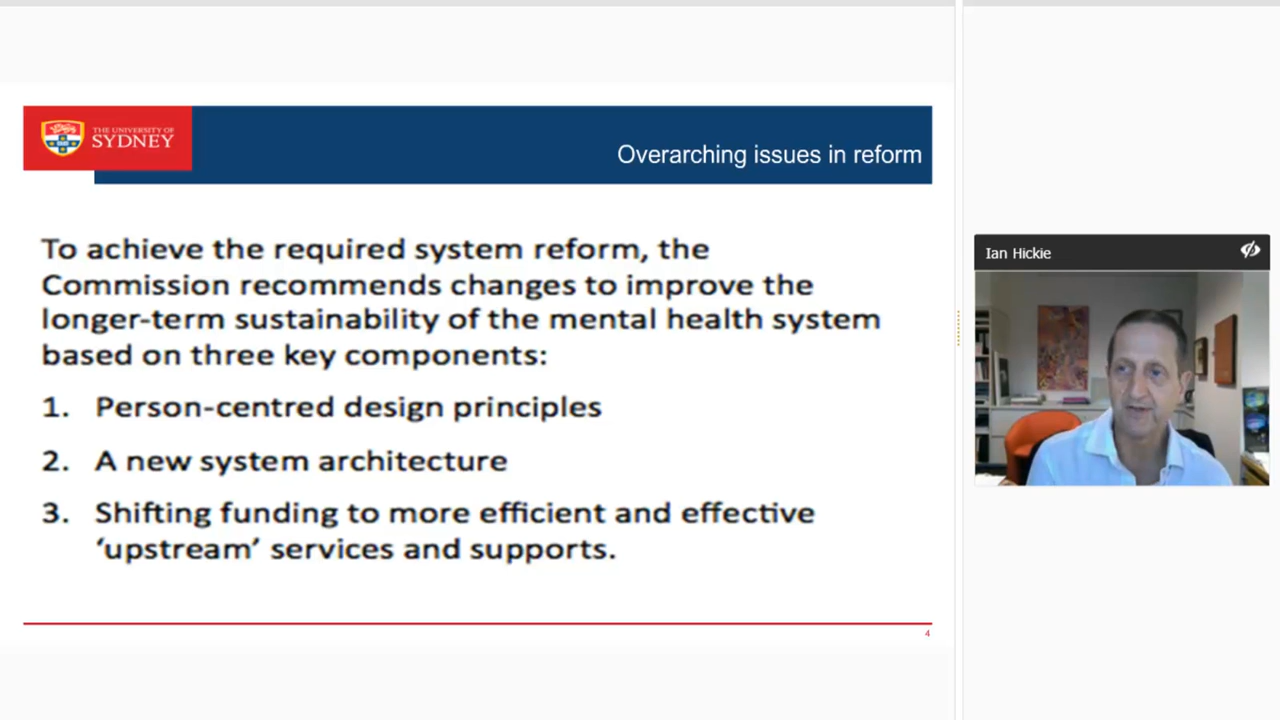 THE UNIVERSITY OF
SYDNEY
Overarching issues in reform
To achieve the required system reform, the
Commission recommends changes to improve the
longer-term sustainability of the mental health system
based on three key components:
1. Person-centred design principles
2. A new system architecture
3. Shifting funding to more efficient and effective
‘upstream’ services and supports.
4
Ian Hickie